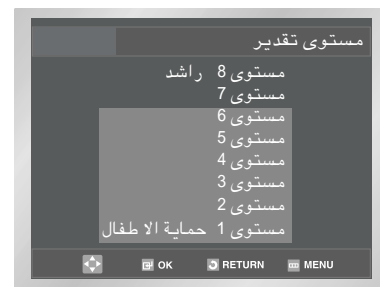 مستوى تقدير
مستوى 8 راشد
مستوى 7
مستوى 6
مستوى 5
مستوى 4
مستوى 3
مستوى 2
مستوى 1 حماية الا طفال
OK RETURN MENU